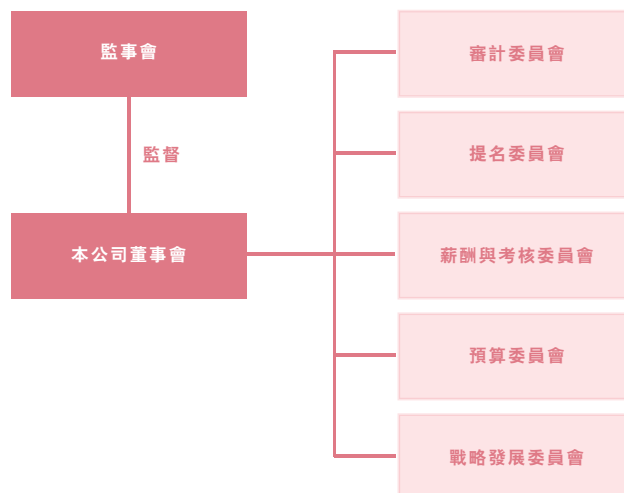 監事會
監督
本公司董事會
審計委員會
提名委員會
薪酬與考核委員會
預算委員會
戰略發展委員會